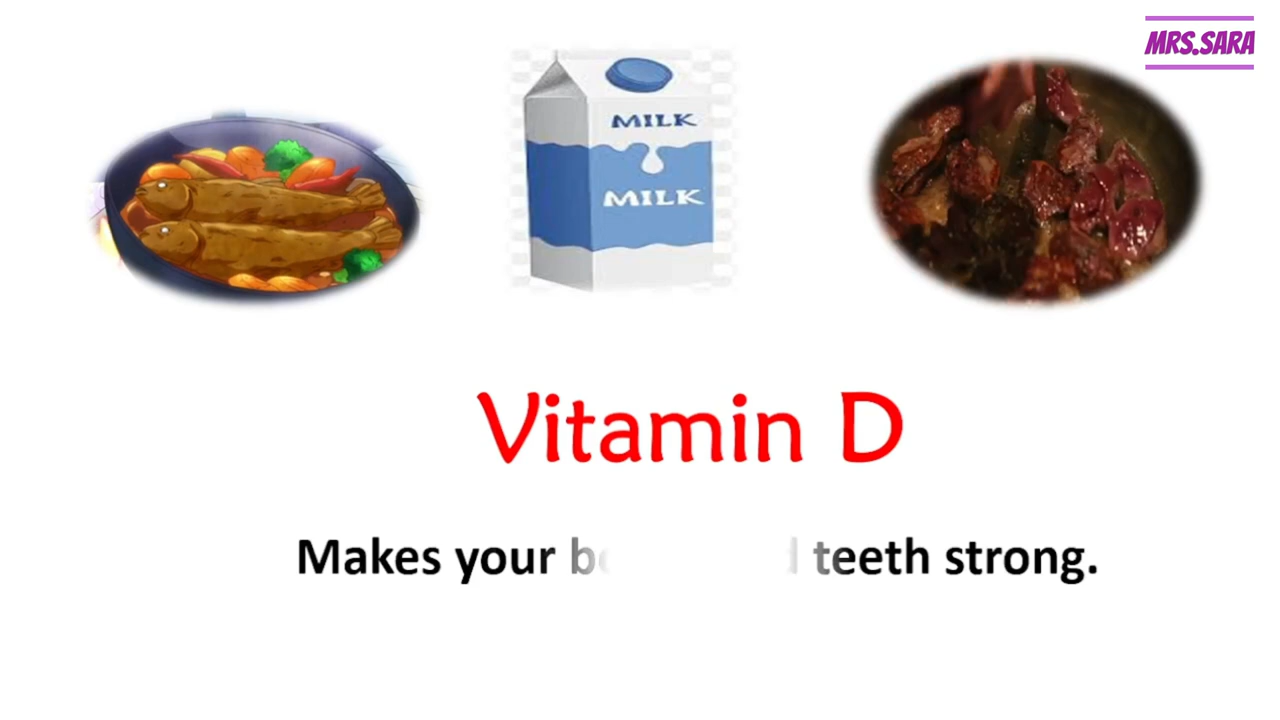 MRS.SARA
MILK
MILK
Vitamin D
Makes your teeth strong.